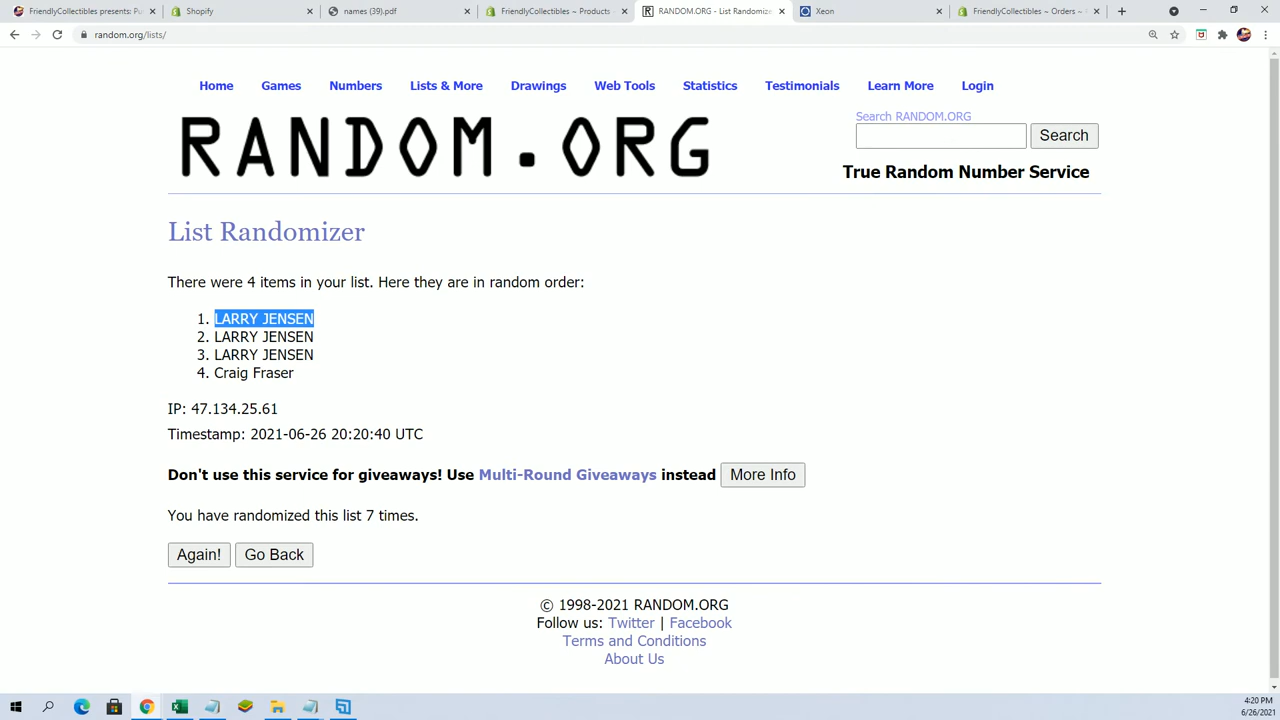 FriendlyCollectibles presents: Pu
Shopify
names (39).pdf
FriendlyCollectibles ~ Products
RANDOM.ORG - List Randomizer
Xeon
FriendlyCollectibles ~ Orders ~
random.org/lists/
Home Games Numbers Lists & More Drawings Web Tools Statistics Testimonials Learn More Login
RANDOM.ORG
Search RANDOM.ORG
Search
True Random Number Service
List Randomizer
There were 4 items in your list. Here they are in random order:
1. LARRY JENSEN
2. LARRY JENSEN
3. LARRY JENSEN
4. Craig Fraser
IP: 47.134.25.61
Timestamp: 2021-06-26 20:20:40 UTC
Don't use this service for giveaways! Use Multi-Round Giveaways instead More Info
You have randomized this list 7 times.
Again! Go Back
© 1998-2021 RANDOM.ORG
Follow us: Twitter | Facebook
Terms and Conditions
About Us
4:20 PM
6/26/2021